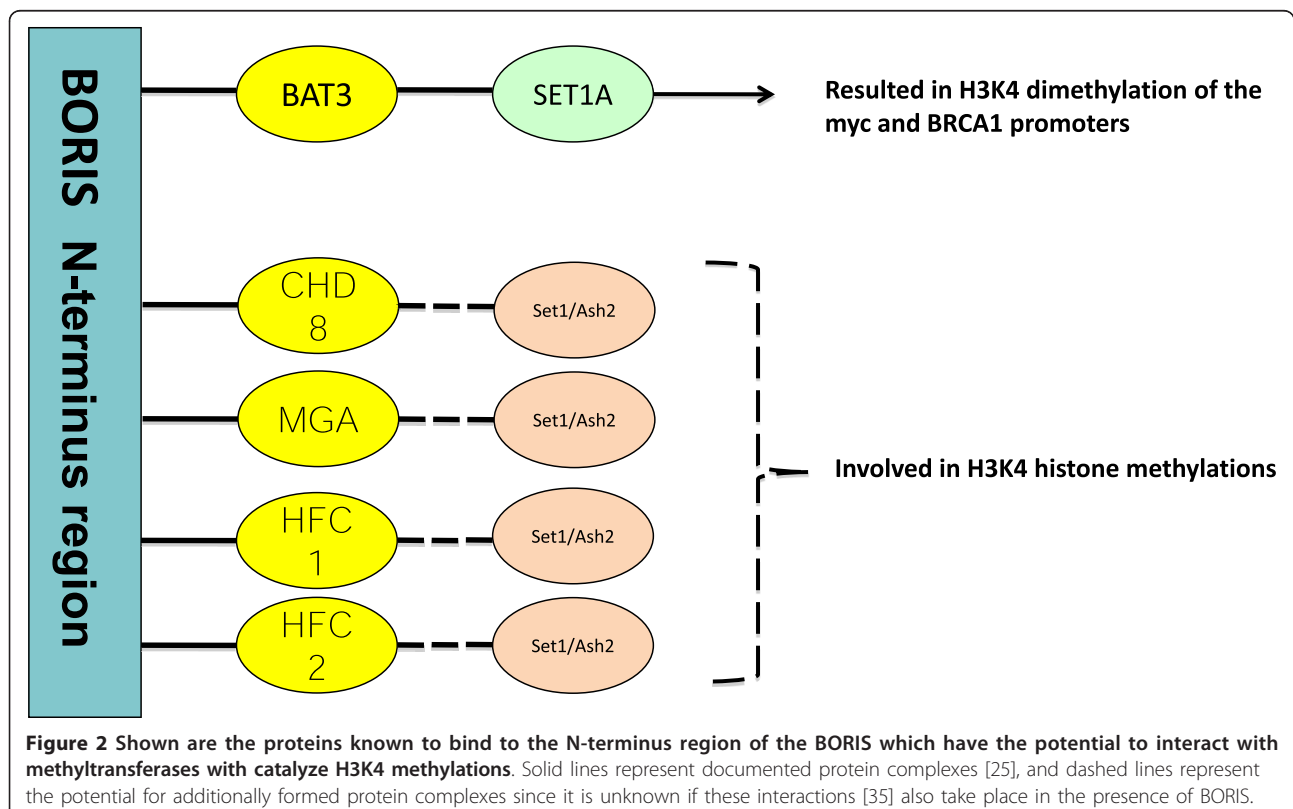 BORIS N-terminus region
BAT3
SET1A
Resulted in H3K4 dimethylation of the
myc and BRCA1 promoters
CHD
8
Set1/Ash2
MGA
Set1/Ash2
Involved in H3K4 histone methylations
HFC
1
Set1/Ash2
HFC
2
Set1/Ash2
Figure 2 Shown are the proteins known to bind to the N-terminus region of the BORIS which have the potential to interact with
methyltransferases with catalyze H3K4 methylations. Solid lines represent documented protein complexes [25], and dashed lines represent
the potential for additionally formed protein complexes since it is unknown if these interactions [35] also take place in the presence of BORIS.